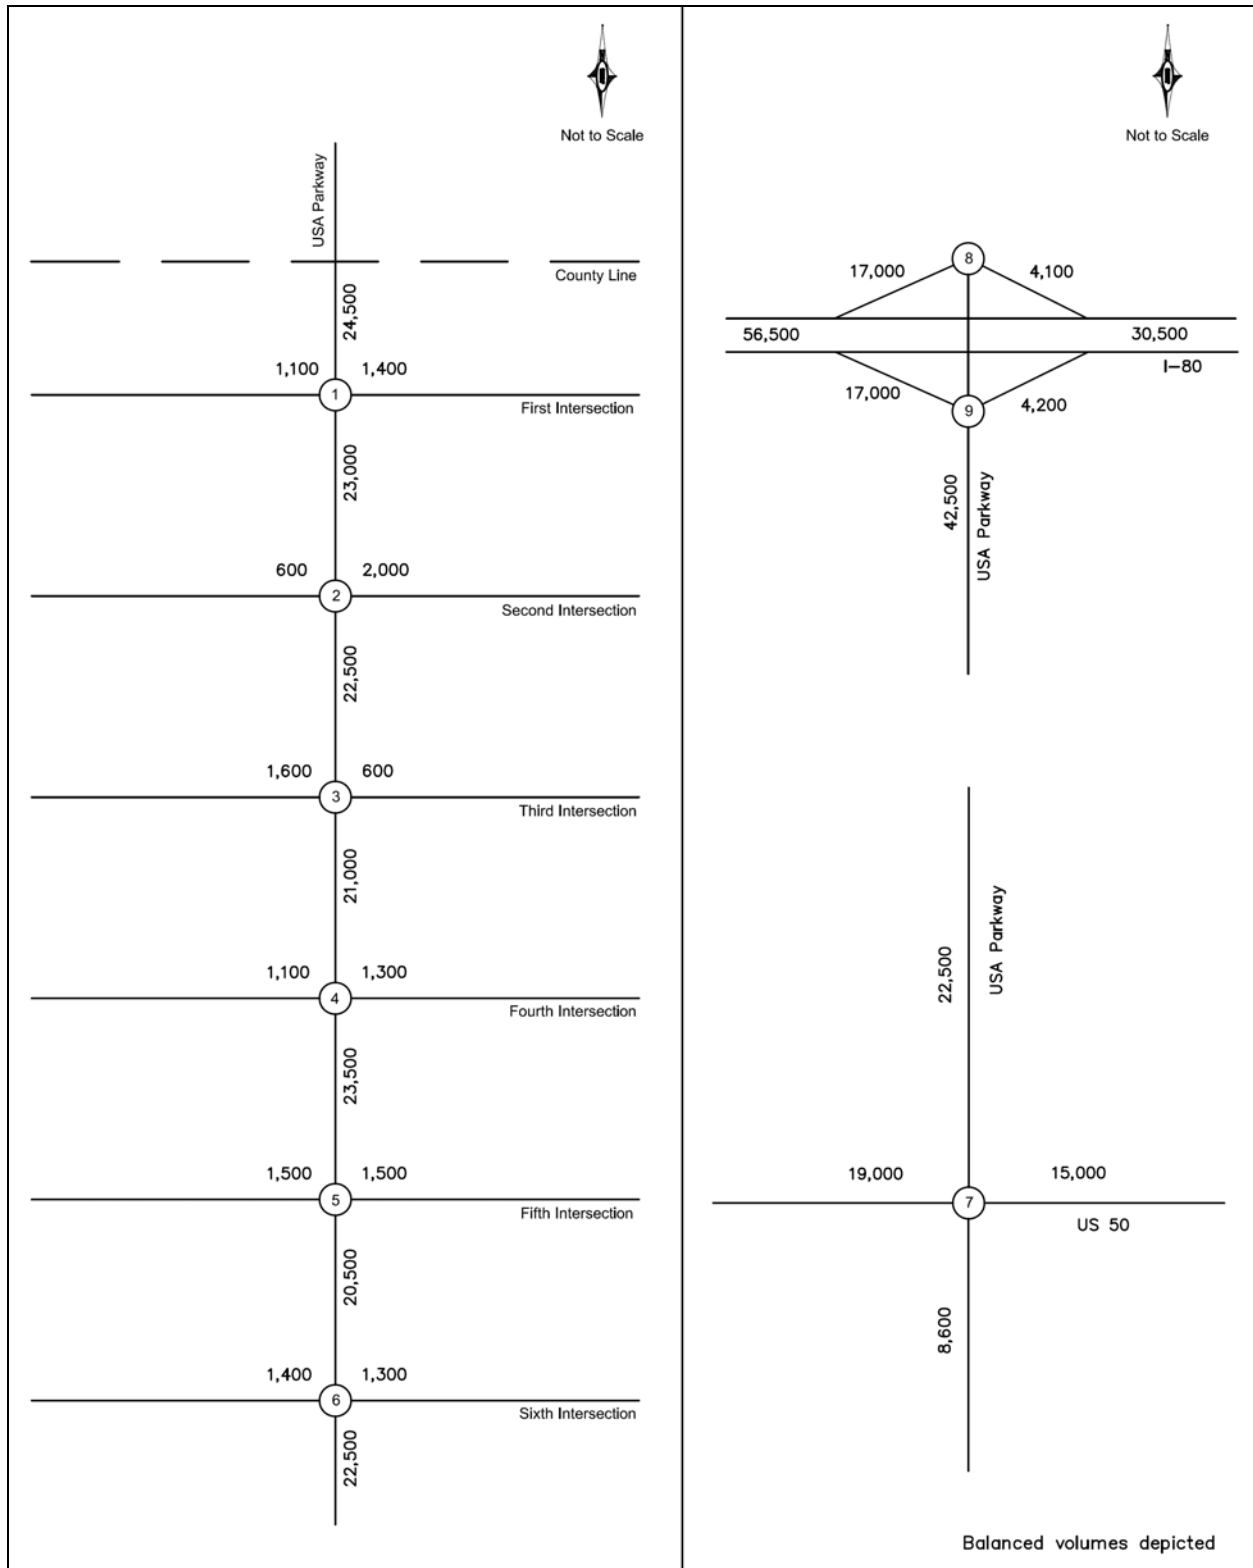 Not to Scale
USA Parkway
County Line
24,500
1,100 1,400
1
First Intersection
23,000
600 2,000
2
Second Intersection
22,500
1,600 600
3
Third Intersection
21,000
1,100 1,300
4
Fourth Intersection
23,500
1,500 1,500
5
Fifth Intersection
20,500
1,400 1,300
6
Sixth Intersection
22,500
Not to Scale
8
17,000 4,100
56,500 30,500
I-80
17,000 4,200
9
42,500
USA Parkway
USA Parkway
22,500
19,000 15,000
7
US 50
8,600
Balanced volumes depicted